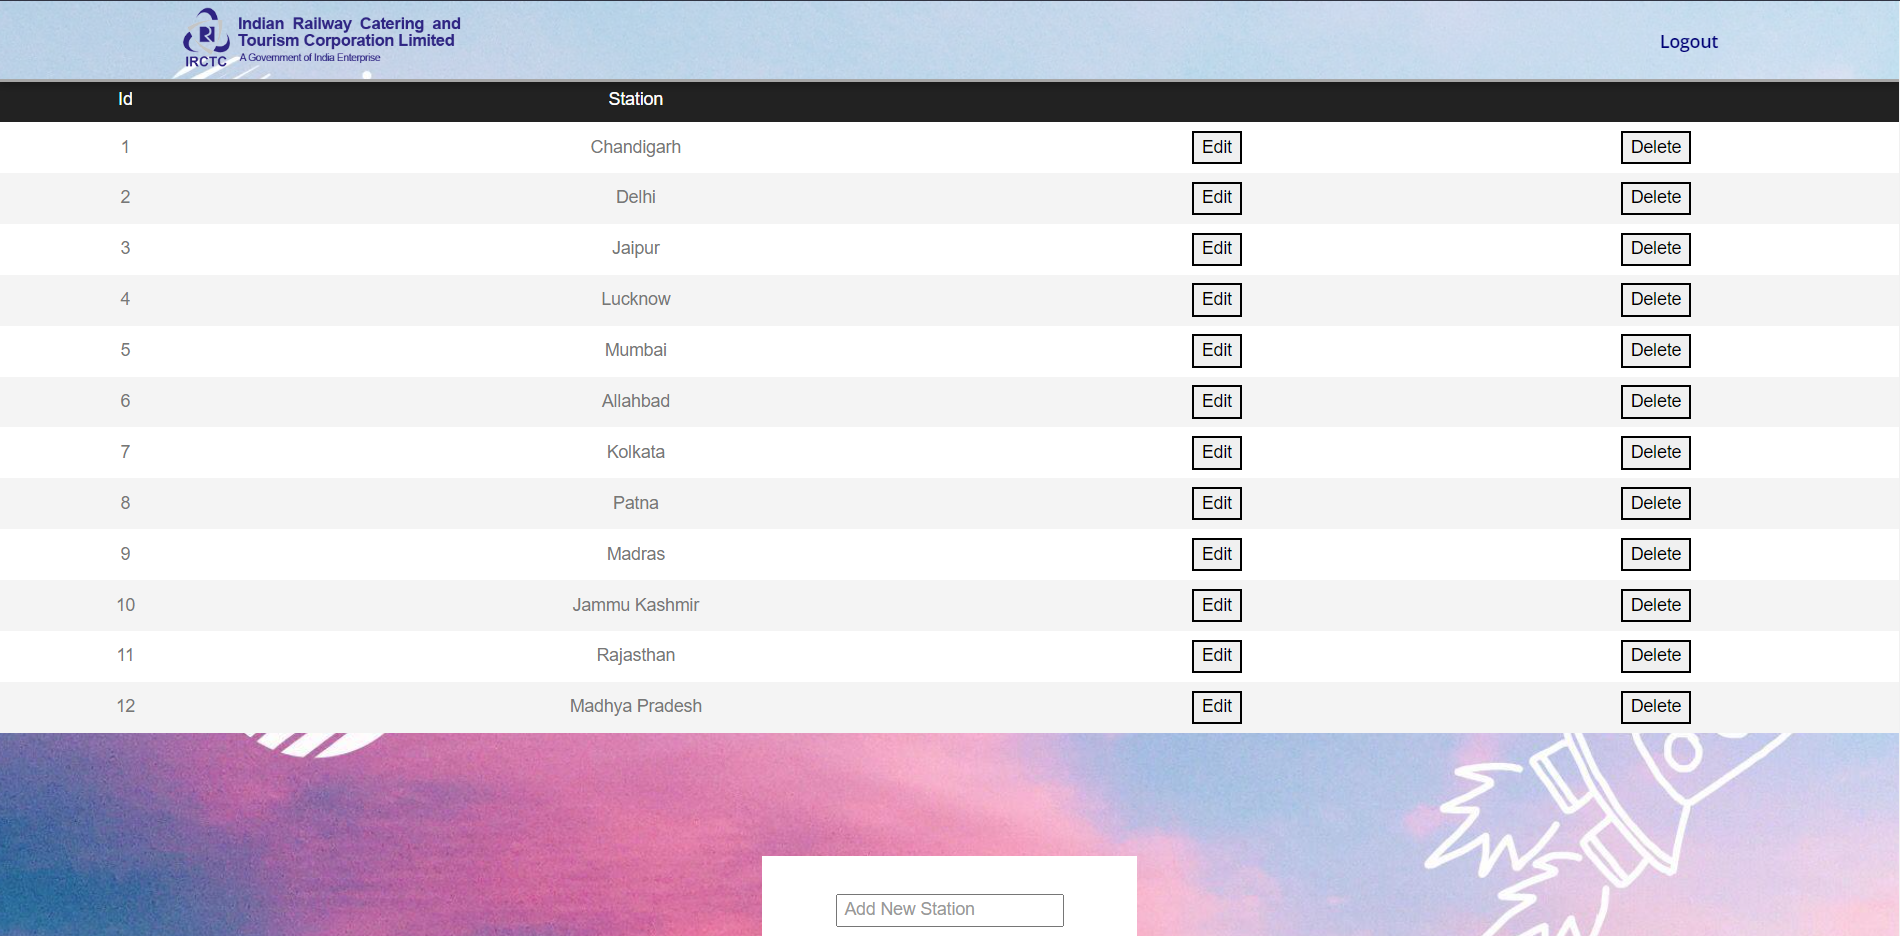 Indian Railway Catering and
Tourism Corporation Limited
IRCTC A Government of India Enterprise
Logout
Id Station
1 Chandigarh Edit Delete
2 Delhi Edit Delete
3 Jaipur Edit Delete
4 Lucknow Edit Delete
5 Mumbai Edit Delete
6 Allahbad Edit Delete
7 Kolkata Edit Delete
8 Patna Edit Delete
9 Madras Edit Delete
10 Jammu Kashmir Edit Delete
11 Rajasthan Edit Delete
12 Madhya Pradesh Edit Delete
Add New Station